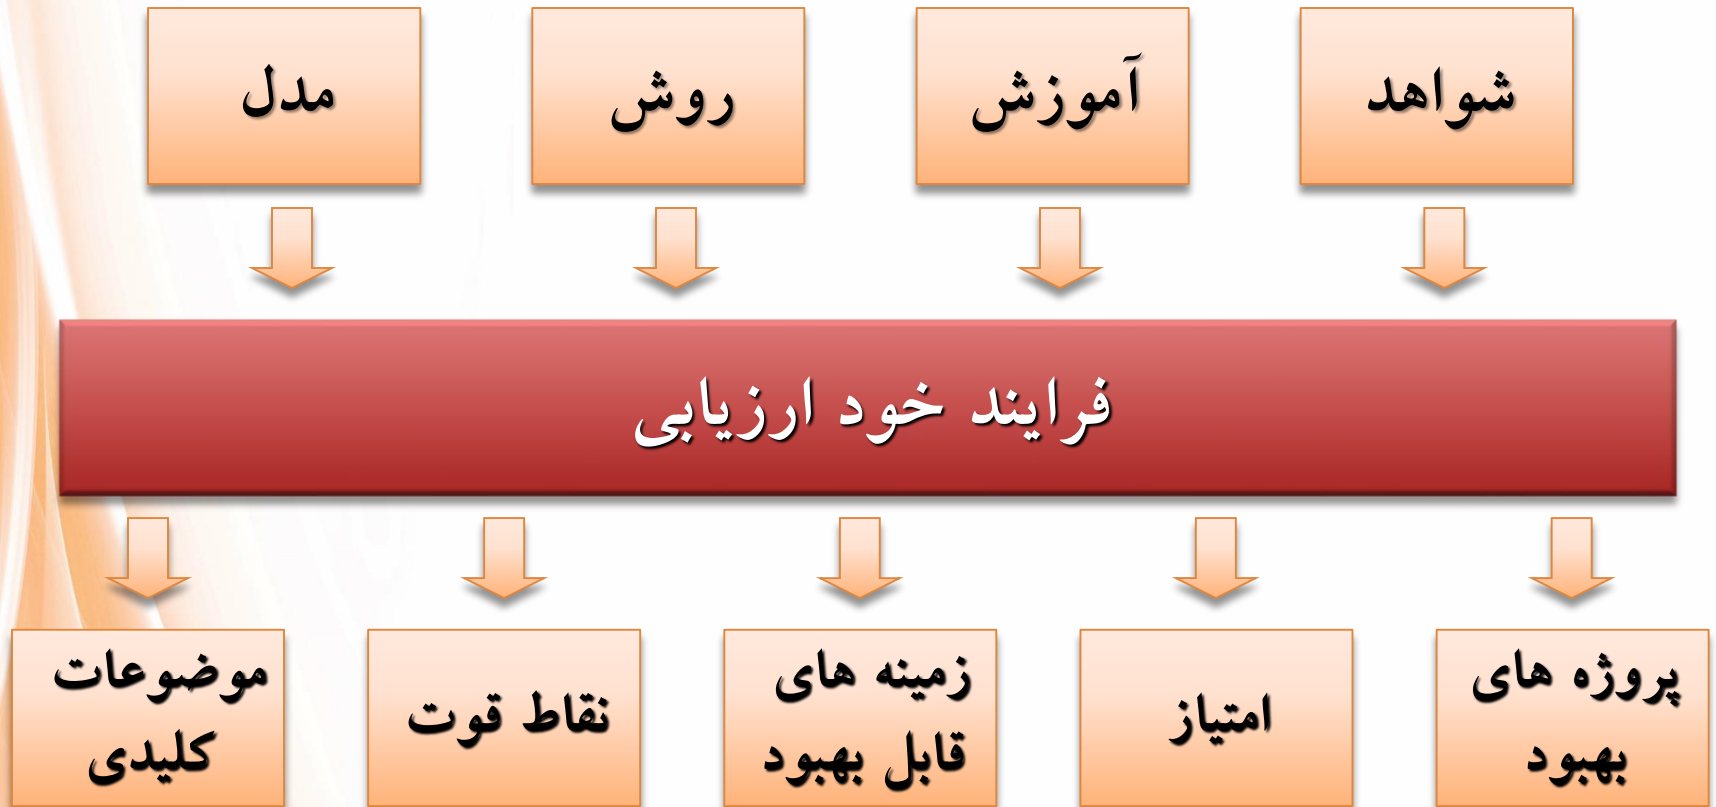 شواهد
آموزش
روش
مدل
فرایند خود ارزیابی
پروژه های
بهبود
امتیاز
زمینه های
قابل بهبود
نقاط قوت
موضوعات
کلیدی